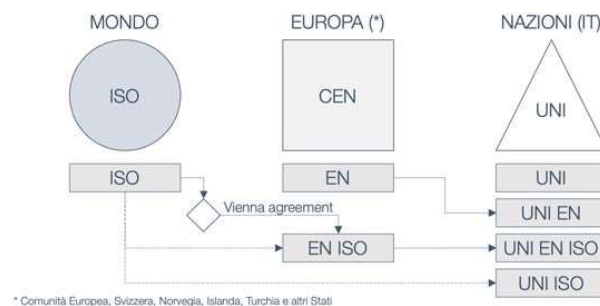 MONDO
EUROPA (*)
NAZIONI (IT)
ISO
CEN
UNI
ISO
EN
UNI
Vienna agreement
UNI EN
EN ISO
UNI EN ISO
UNI ISO
* Comunità Europea, Svizzera, Norvegia, Islanda, Turchia e altri Stati